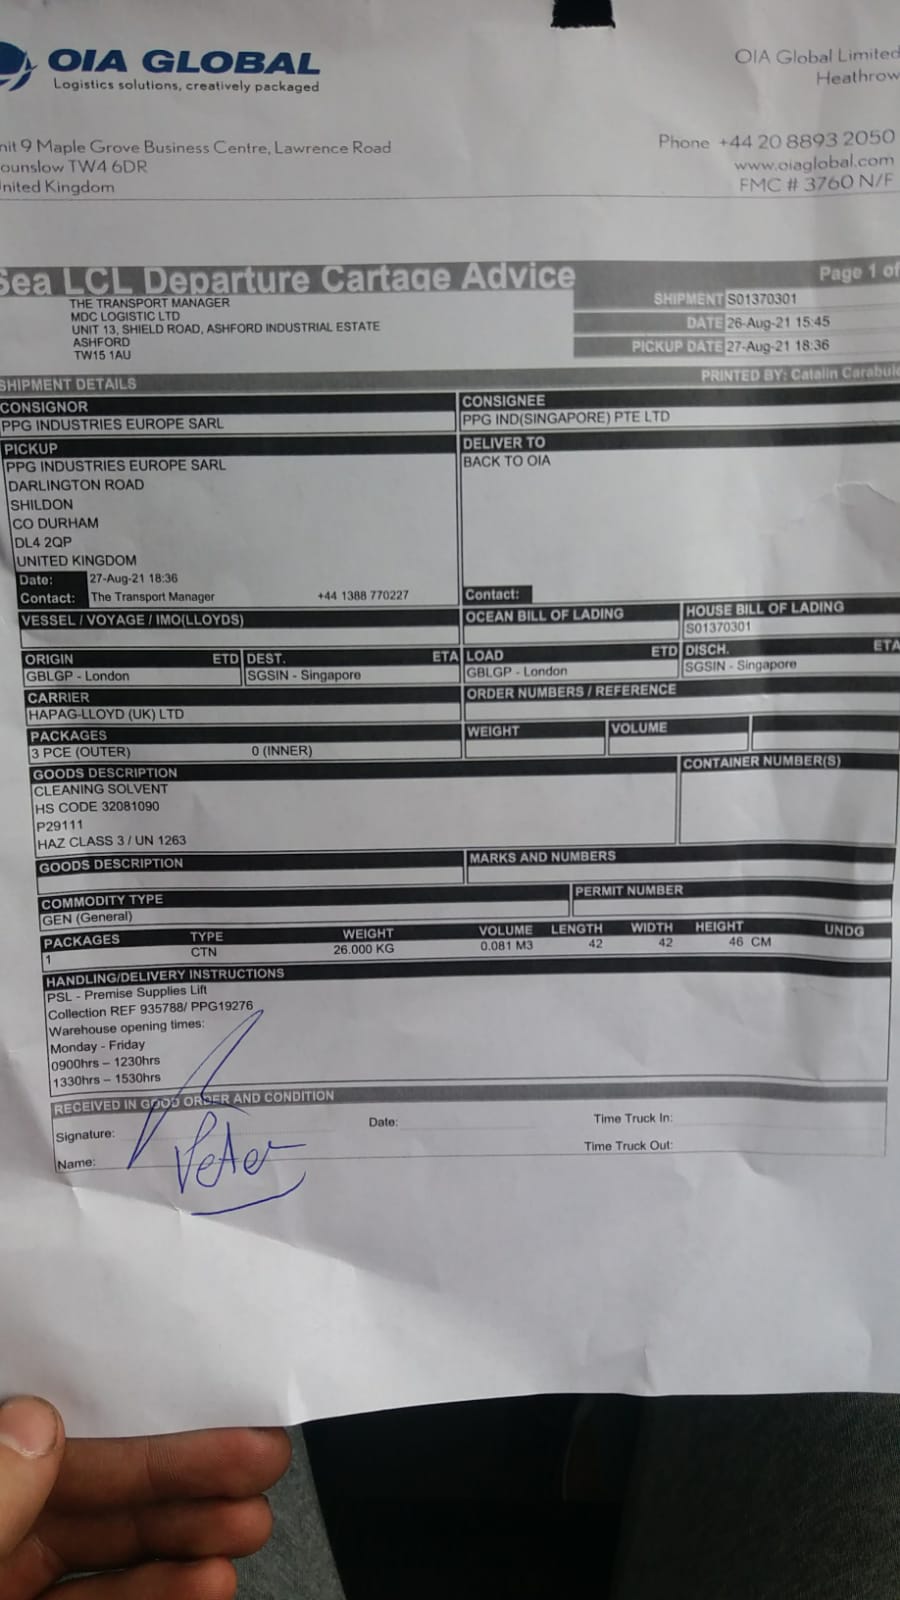 OIA GLOBAL
Logistics solutions, creatively packaged
OIA Global Limited
Heathrow
nit 9 Maple Grove Business Centre, Lawrence Road
ounslow TW4 6DR
nited Kingdom
Phone +44 20 8893 2050
www.oiaglobal.com
FMC # 3760 N/F
Sea LCL Departure Cartage Advice
Page 1 of
THE TRANSPORT MANAGER
MDC LOGISTIC LTD
UNIT 13, SHIELD ROAD, ASHFORD INDUSTRIAL ESTATE
ASHFORD
TW15 1AU
SHIPMENT S01370301
DATE 26-Aug-21 15:45
PICKUP DATE 27-Aug-21 18:36
SHIPMENT DETAILS
PRINTED BY: Catalin Carabule
CONSIGNOR
PPG INDUSTRIES EUROPE SARL
CONSIGNEE
PPG IND(SINGAPORE) PTE LTD
PICKUP
PPG INDUSTRIES EUROPE SARL
DARLINGTON ROAD
SHILDON
CO DURHAM
DL4 2QP
UNITED KINGDOM
Date: 27-Aug-21 18:36
Contact: The Transport Manager +44 1388 770227
DELIVER TO
BACK TO OIA
Contact:
VESSEL / VOYAGE / IMO(LLOYDS)
OCEAN BILL OF LADING
HOUSE BILL OF LADING
S01370301
ORIGIN ETD DEST. ETA LOAD ETD DISCH. ETA
GBLGP - London SGSIN - Singapore GBLGP - London SGSIN - Singapore
CARRIER
HAPAG-LLOYD (UK) LTD
ORDER NUMBERS / REFERENCE
PACKAGES
3 PCE (OUTER) 0 (INNER)
WEIGHT
VOLUME
GOODS DESCRIPTION
CLEANING SOLVENT
HS CODE 32081090
P29111
HAZ CLASS 3 / UN 1263
CONTAINER NUMBER(S)
GOODS DESCRIPTION
MARKS AND NUMBERS
COMMODITY TYPE
GEN (General)
PERMIT NUMBER
PACKAGES TYPE WEIGHT VOLUME LENGTH WIDTH HEIGHT UNDG
1 CTN 26.000 KG 0.081 M3 42 42 46 CM
HANDLING/DELIVERY INSTRUCTIONS
PSL - Premise Supplies Lift
Collection REF 935788/ PPG19276
Warehouse opening times:
Monday - Friday
0900hrs – 1230hrs
1330hrs – 1530hrs
RECEIVED IN GOOD ORDER AND CONDITION
Signature:
Date:
Time Truck In:
Name: Peter
Time Truck Out: